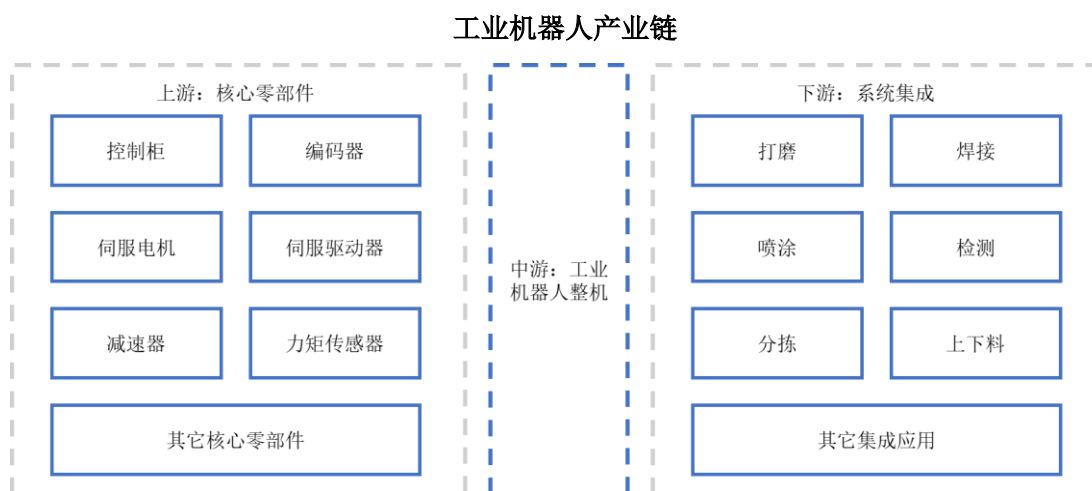 工业机器人产业链
上游：核心零部件
控制柜
编码器
伺服电机
伺服驱动器
减速器
力矩传感器
其它核心零部件
中游：工业
机器人整机
下游：系统集成
打磨
焊接
喷涂
检测
分拣
上下料
其它集成应用